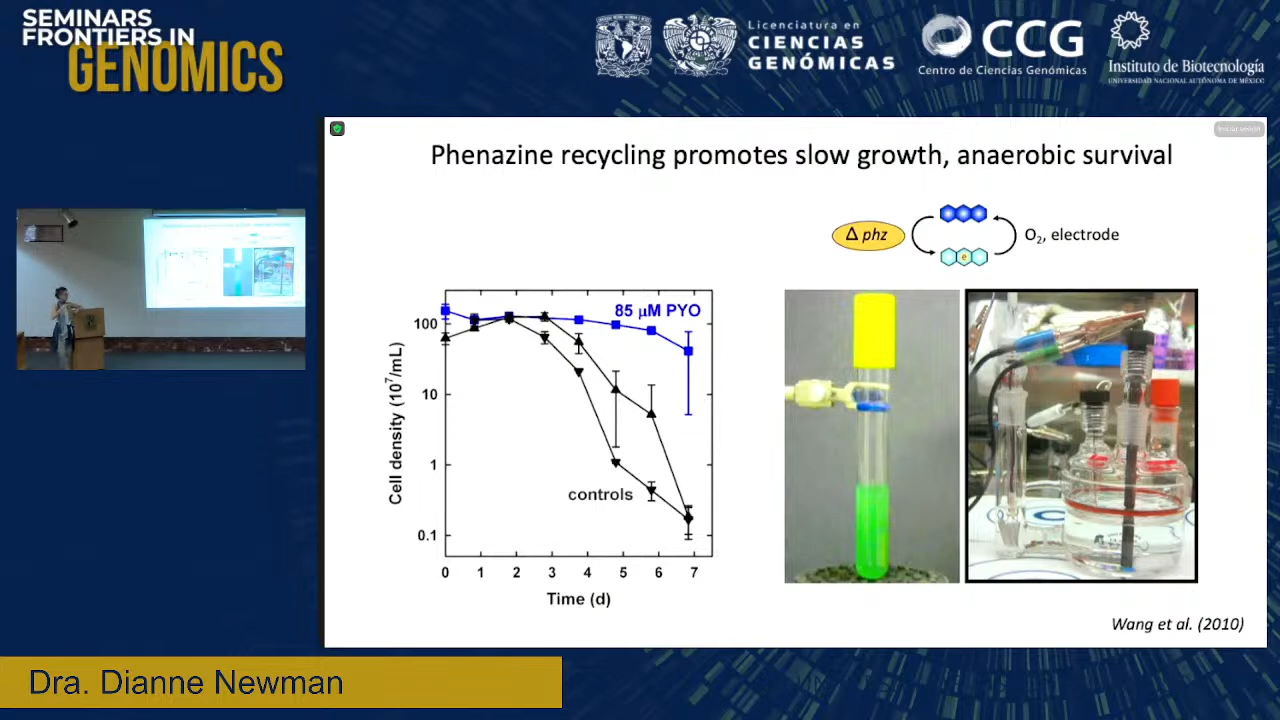 SEMINARS
FRONTIERS IN
GENOMICS
Licenciatura en
CIENCIAS
GENÓMICAS
CCG
Centro de Ciencias Genómicas
Instituto de Biotecnología
UNIVERSIDAD NACIONAL AUTÓNOMA DE MÉXICO
Iniciar sesión
Phenazine recycling promotes slow growth, anaerobic survival
Δ phz
e
O₂, electrode
85 µM PYO
controls
Cell density (10⁷/mL)
100
10
1
0.1
0 1 2 3 4 5 6 7
Time (d)
Wang et al. (2010)
Dra. Dianne Newman